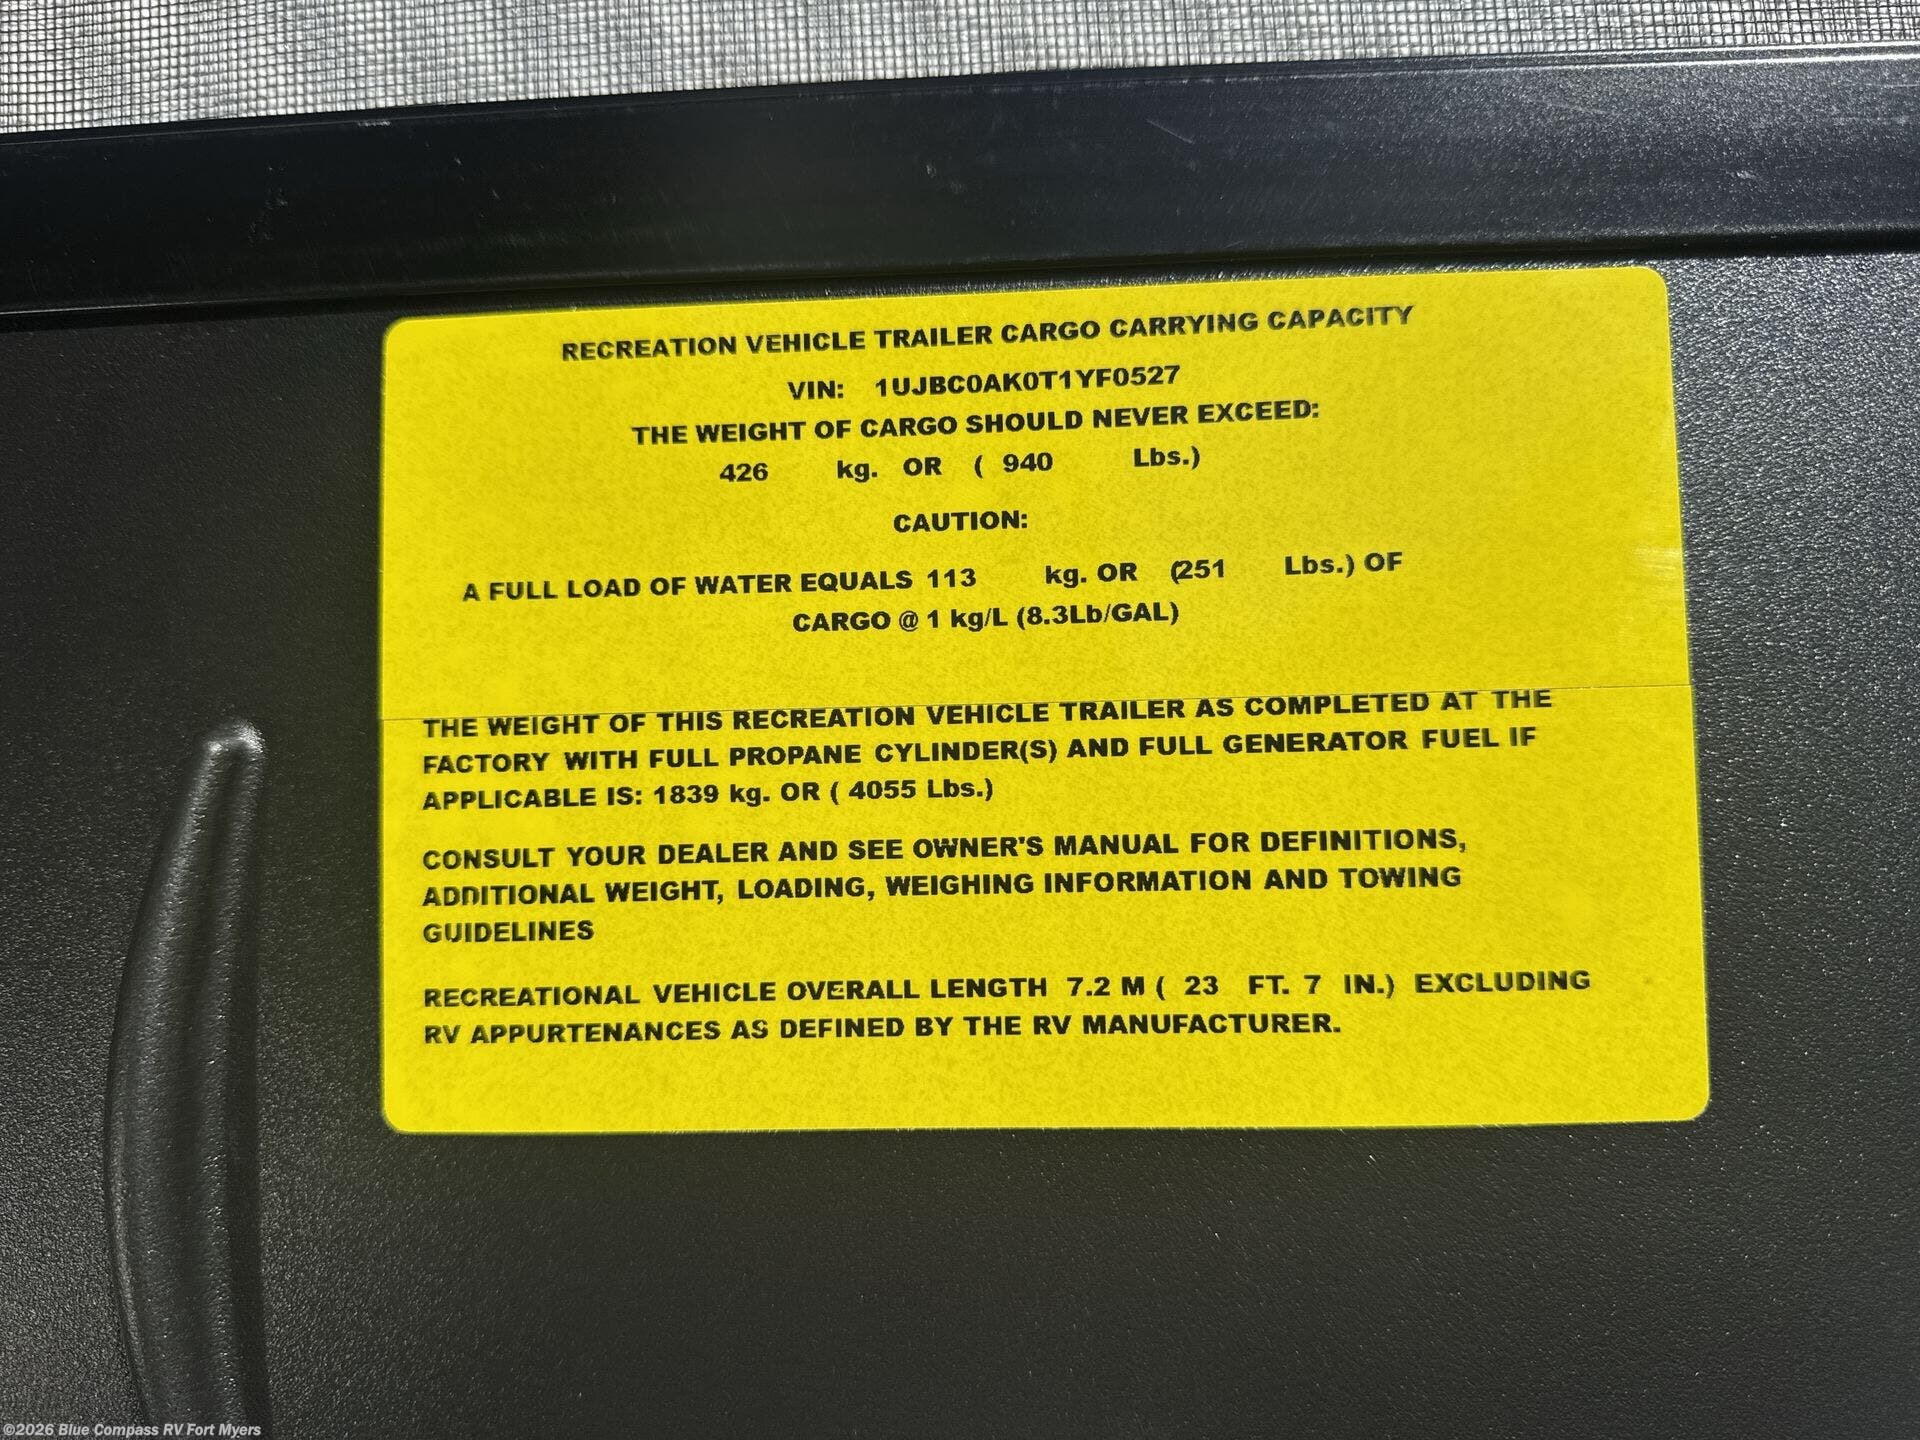 RECREATION VEHICLE TRAILER CARGO CARRYING CAPACITY
VIN: 1UJBC0AK0T1YF0527
THE WEIGHT OF CARGO SHOULD NEVER EXCEED:
426 kg. OR ( 940 Lbs.)
CAUTION:
A FULL LOAD OF WATER EQUALS 113 kg. OR (251 Lbs.) OF
CARGO @ 1 kg/L (8.3Lb/GAL)
THE WEIGHT OF THIS RECREATION VEHICLE TRAILER AS COMPLETED AT THE
FACTORY WITH FULL PROPANE CYLINDER(S) AND FULL GENERATOR FUEL IF
APPLICABLE IS: 1839 kg. OR ( 4055 Lbs.)
CONSULT YOUR DEALER AND SEE OWNER'S MANUAL FOR DEFINITIONS,
ADDITIONAL WEIGHT, LOADING, WEIGHING INFORMATION AND TOWING
GUIDELINES
RECREATIONAL VEHICLE OVERALL LENGTH 7.2 M ( 23 FT. 7 IN.) EXCLUDING
RV APPURTENANCES AS DEFINED BY THE RV MANUFACTURER.
©2026 Blue Compass RV Fort Myers